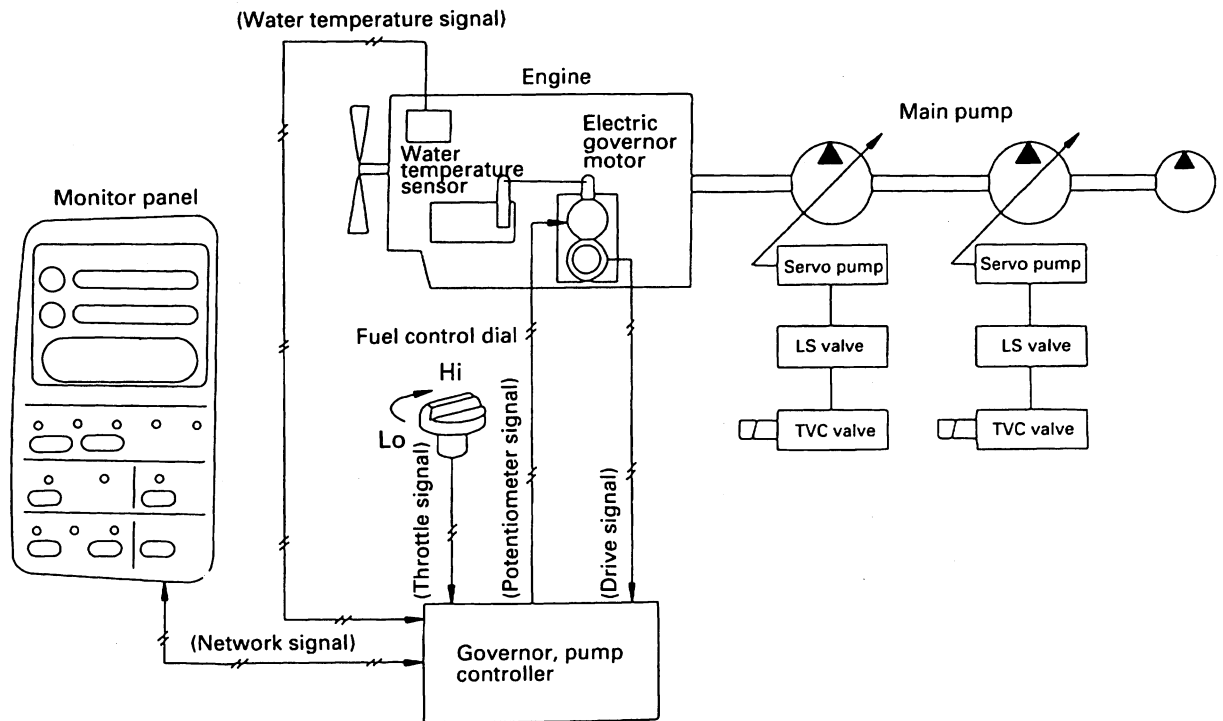 (Water temperature signal)
Engine
Main pump
Electric
governor
motor
Water
temperature
sensor
Monitor panel
Servo pump
Servo pump
LS valve
LS valve
TVC valve
TVC valve
Fuel control dial
Hi
Lo
(Throttle signal)
(Potentiometer signal)
(Drive signal)
(Network signal)
Governor, pump
controller